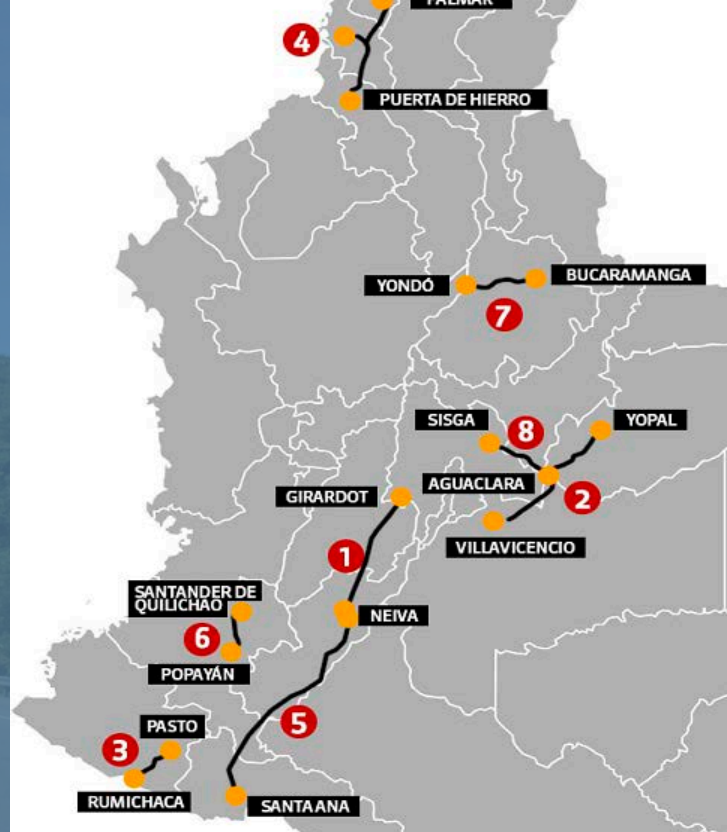 PALMAR
4
PUERTA DE HIERRO
YONDÓ
BUCARAMANGA
7
SISGA
8
YOPAL
AGUACLARA
2
GIRARDOT
VILLAVICENCIO
1
SANTANDER DE
QUILICHAO
NEIVA
6
POPAYÁN
5
PASTO
3
RUMICHACA
SANTA ANA